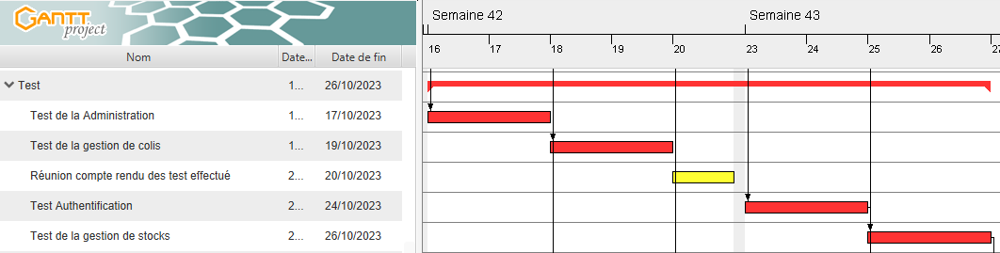 GANTT project
Semaine 42 Semaine 43
16 17 18 19 20 23 24 25 26 27
Nom Date... Date de fin
Test 1... 26/10/2023
Test de la Administration 1... 17/10/2023
Test de la gestion de colis 1... 19/10/2023
Réunion compte rendu des test effectué 2... 20/10/2023
Test Authentification 2... 24/10/2023
Test de la gestion de stocks 2... 26/10/2023